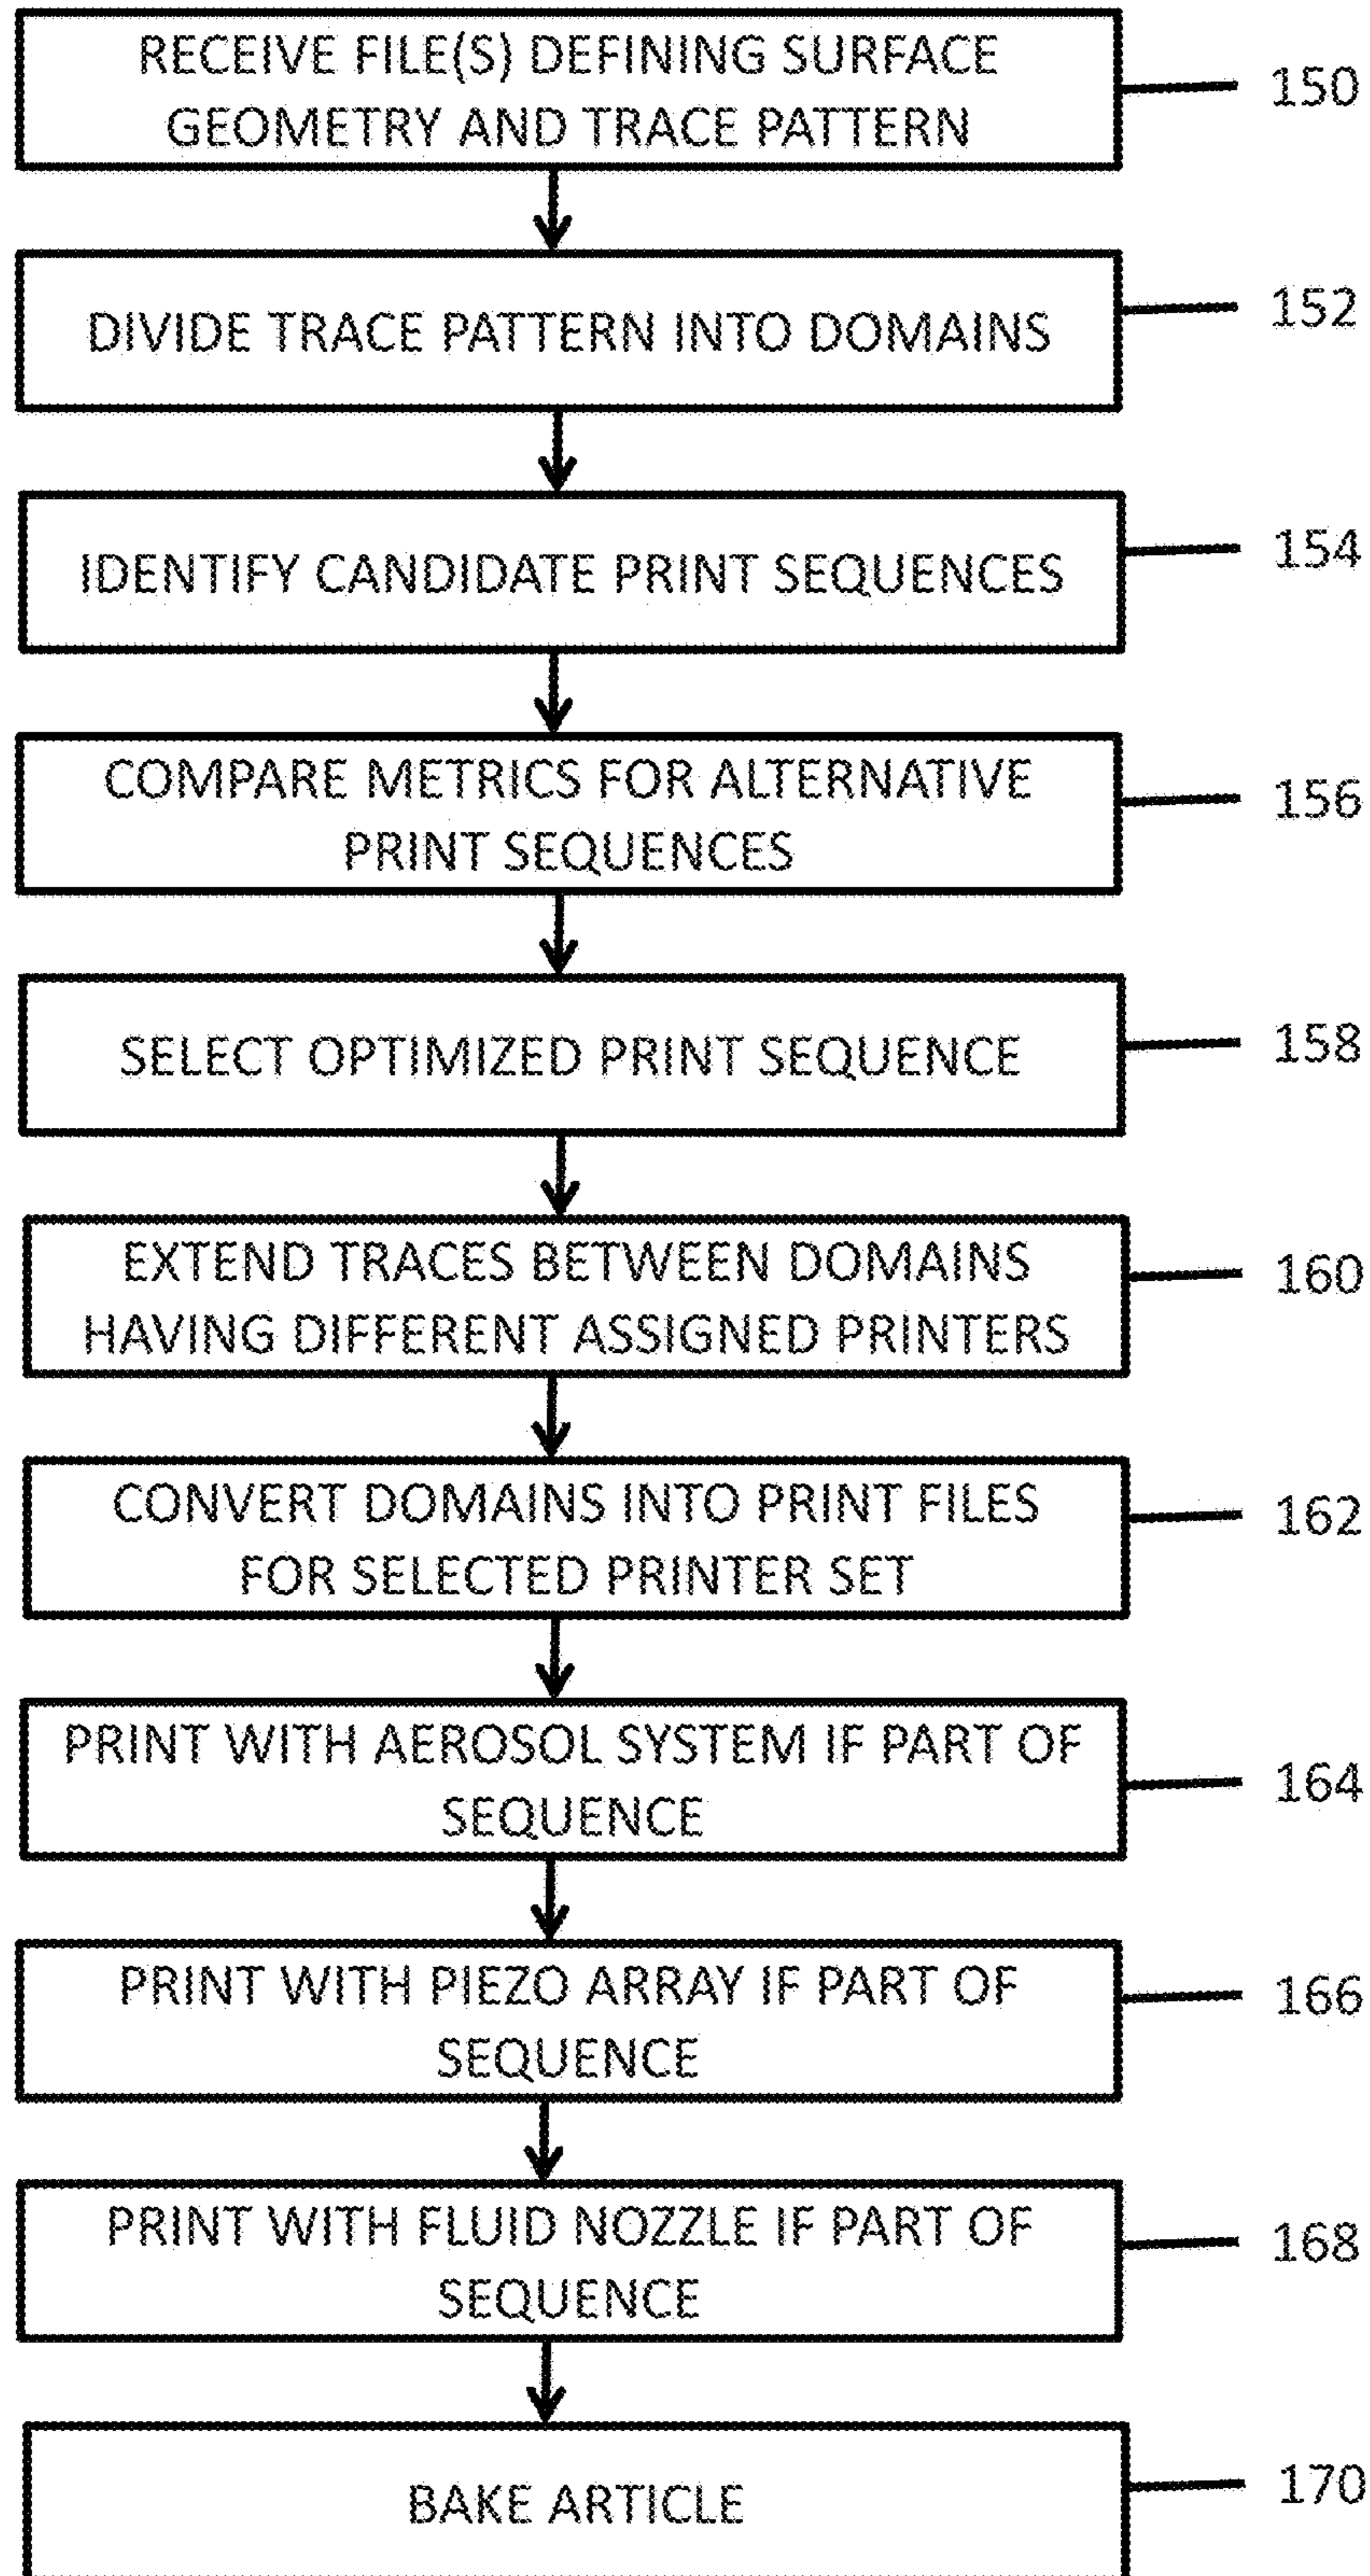 RECEIVE FILE(S) DEFINING SURFACE
GEOMETRY AND TRACE PATTERN
150
DIVIDE TRACE PATTERN INTO DOMAINS
152
IDENTIFY CANDIDATE PRINT SEQUENCES
154
COMPARE METRICS FOR ALTERNATIVE
PRINT SEQUENCES
156
SELECT OPTIMIZED PRINT SEQUENCE
158
EXTEND TRACES BETWEEN DOMAINS
HAVING DIFFERENT ASSIGNED PRINTERS
160
CONVERT DOMAINS INTO PRINT FILES
FOR SELECTED PRINTER SET
162
PRINT WITH AEROSOL SYSTEM IF PART OF
SEQUENCE
164
PRINT WITH PIEZO ARRAY IF PART OF
SEQUENCE
166
PRINT WITH FLUID NOZZLE IF PART OF
SEQUENCE
168
BAKE ARTICLE
170